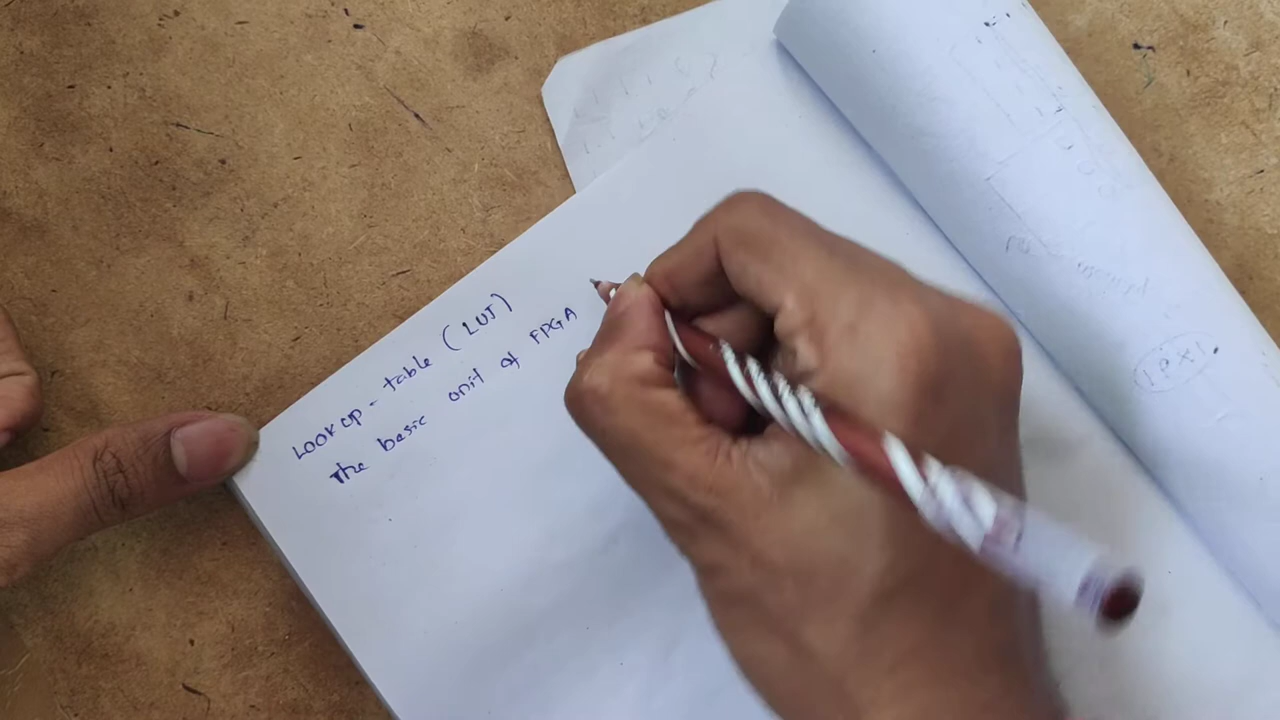 Look up - table (LUT)
The basic unit of FPGA